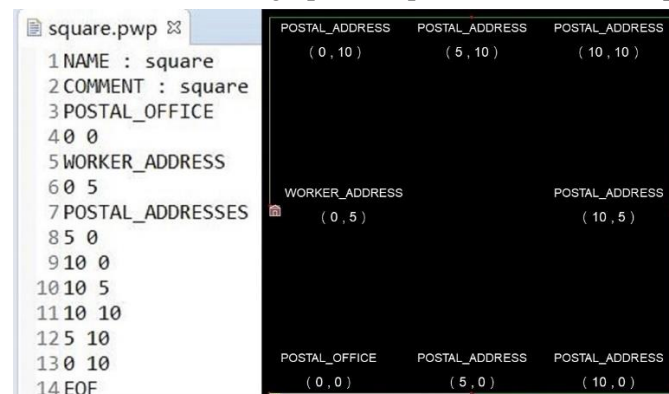 square.pwp
1 NAME : square
2 COMMENT : square
3 POSTAL_OFFICE
4 0 0
5 WORKER_ADDRESS
6 0 5
7 POSTAL_ADDRESSES
8 5 0
9 10 0
10 10 5
11 10 10
12 5 10
13 0 10
14 EOF
POSTAL_ADDRESS POSTAL_ADDRESS POSTAL_ADDRESS
( 0 , 10 ) ( 5 , 10 ) ( 10 , 10 )
WORKER_ADDRESS POSTAL_ADDRESS
( 0 , 5 ) ( 10 , 5 )
POSTAL_OFFICE POSTAL_ADDRESS POSTAL_ADDRESS
( 0 , 0 ) ( 5 , 0 ) ( 10 , 0 )